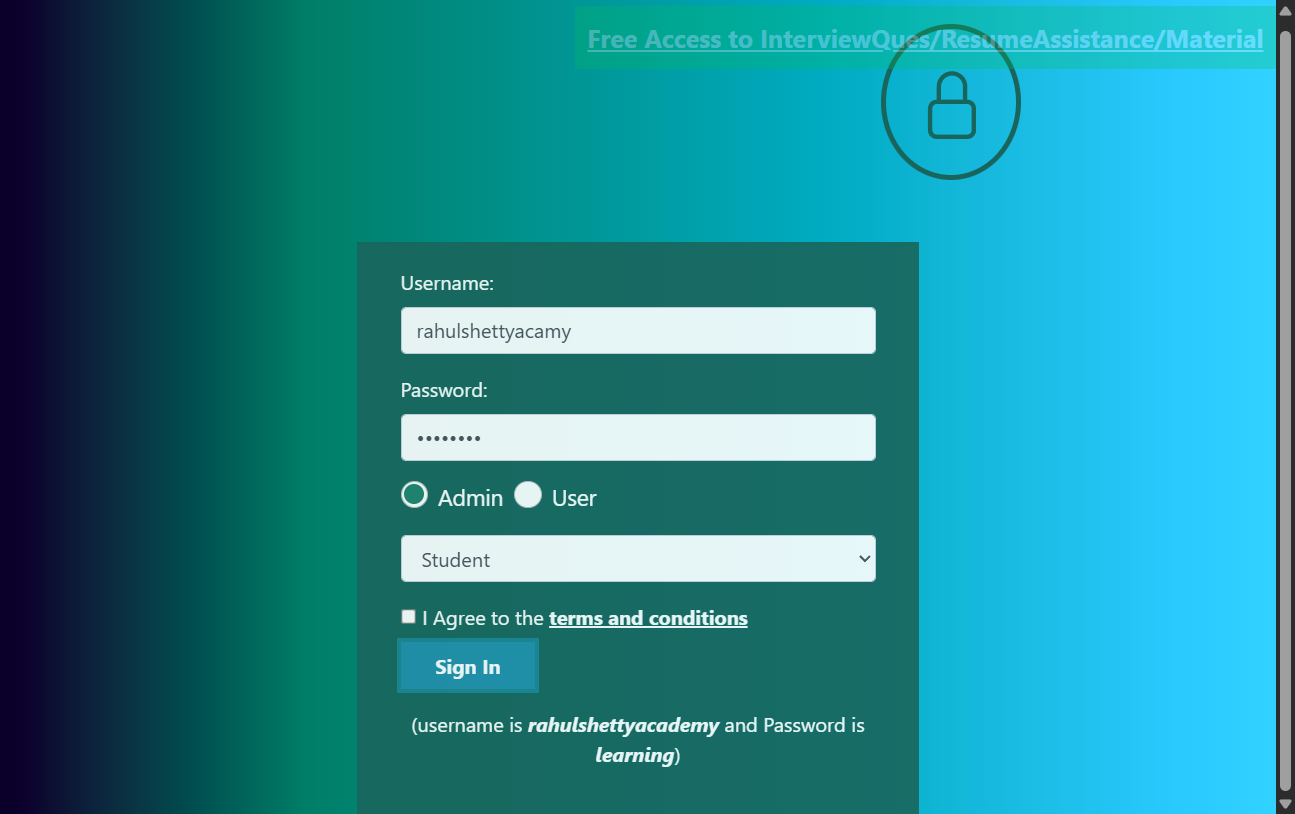 Free Access to InterviewQues/ResumeAssistance/Material
Username:
rahulshettyacamy
Password:
••••••••
Admin User
Student
I Agree to the terms and conditions
Sign In
(username is rahulshettyacademy and Password is
learning)